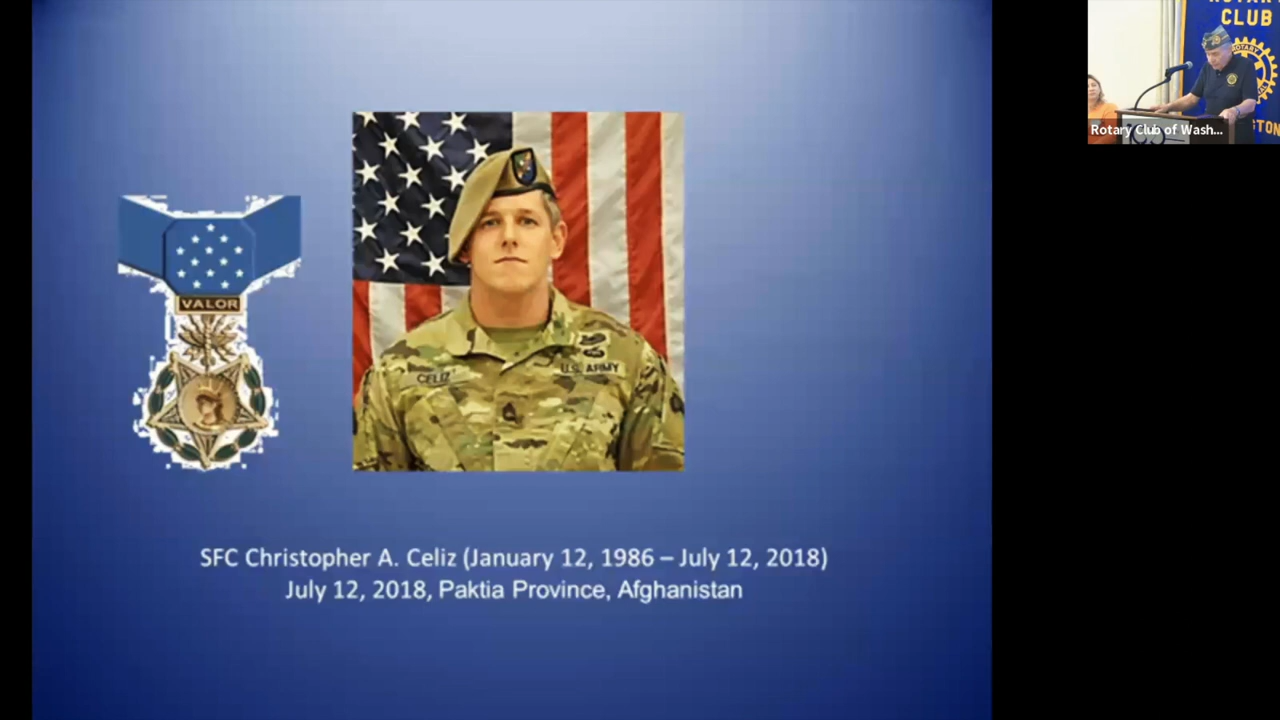 VALOR
CELIZ
U.S. ARMY
SFC Christopher A. Celiz (January 12, 1986 – July 12, 2018)
July 12, 2018, Paktia Province, Afghanistan
CLUB
ROTARY
Rotary Club of Wash...